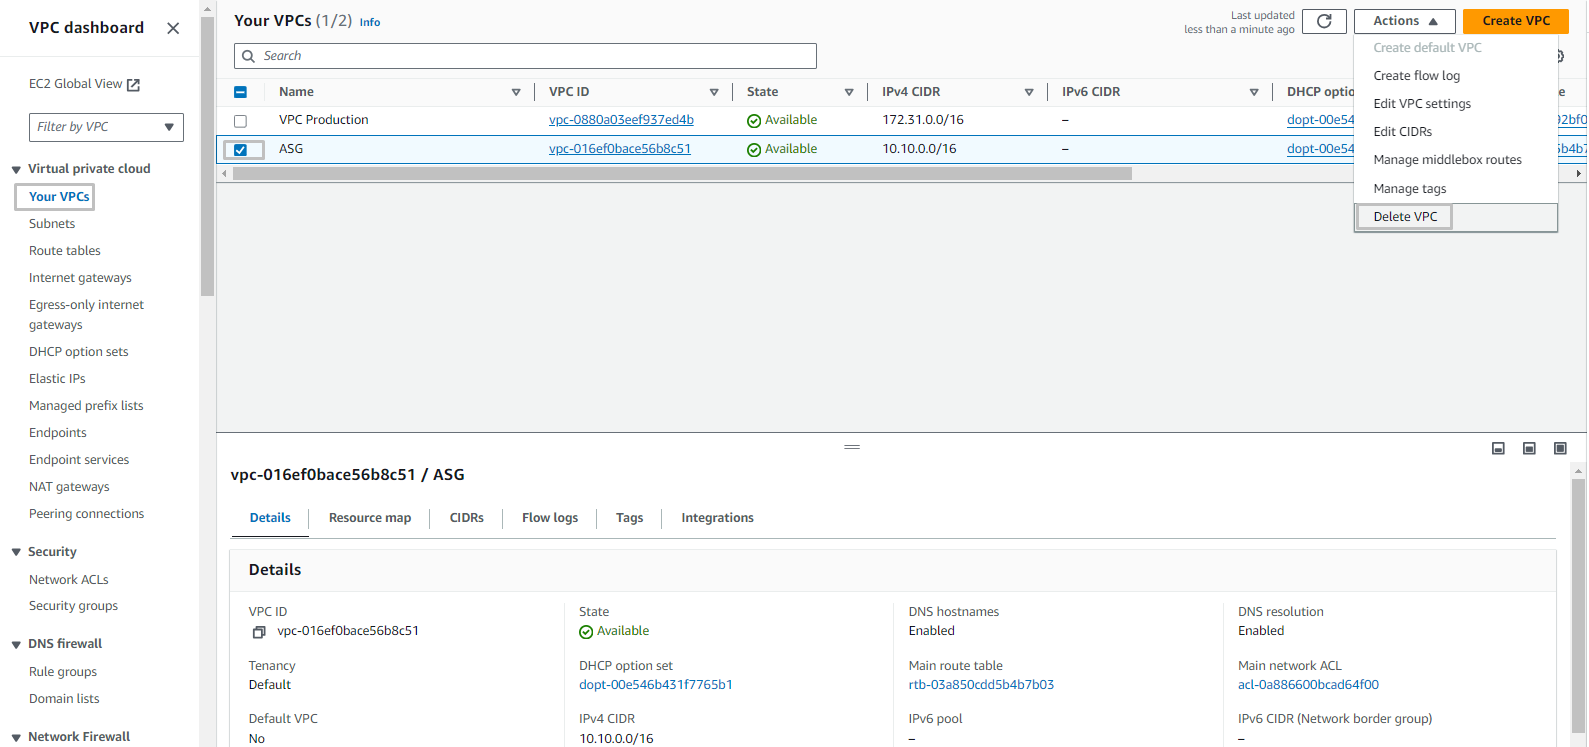 VPC dashboard
EC2 Global View
Filter by VPC
Virtual private cloud
Your VPCs
Subnets
Route tables
Internet gateways
Egress-only internet
gateways
DHCP option sets
Elastic IPs
Managed prefix lists
Endpoints
Endpoint services
NAT gateways
Peering connections
Security
Network ACLs
Security groups
DNS firewall
Rule groups
Domain lists
Network Firewall
Your VPCs (1/2) Info
Last updated
less than a minute ago
Actions
Create VPC
Search
Create default VPC
Create flow log
Edit VPC settings
Edit CIDRs
Manage middlebox routes
Manage tags
Delete VPC
Name VPC ID State IPv4 CIDR IPv6 CIDR DHCP optio
VPC Production vpc-0880a03eef937ed4b Available 172.31.0.0/16 – dopt-00e54 92bf0
ASG vpc-016ef0bace56b8c51 Available 10.10.0.0/16 – dopt-00e54 5b4b7
vpc-016ef0bace56b8c51 / ASG
Details Resource map CIDRs Flow logs Tags Integrations
Details
VPC ID
vpc-016ef0bace56b8c51
State
Available
DNS hostnames
Enabled
DNS resolution
Enabled
Tenancy
Default
DHCP option set
dopt-00e546b431f7765b1
Main route table
rtb-03a850cdd5b4b7b03
Main network ACL
acl-0a886600bcad64f00
Default VPC
No
IPv4 CIDR
10.10.0.0/16
IPv6 pool
–
IPv6 CIDR (Network border group)
–